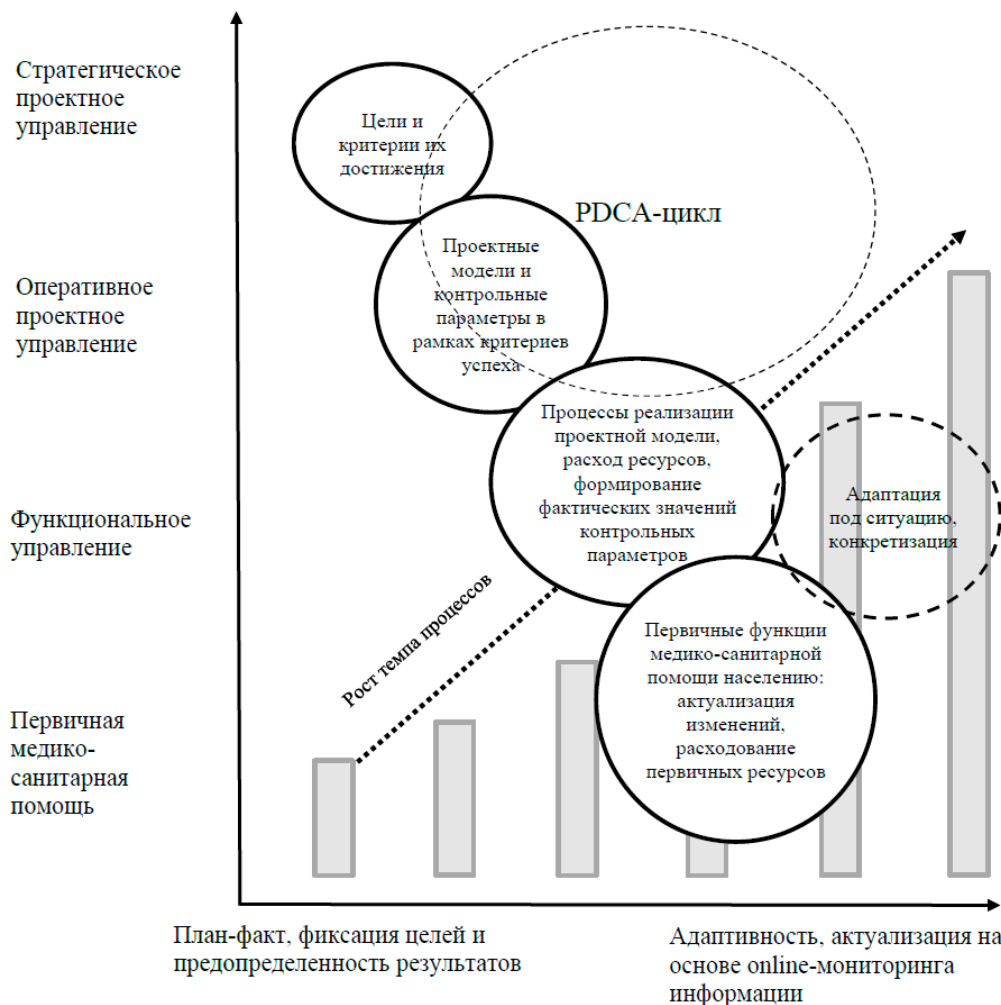 Стратегическое
проектное
управление
Цели и
критерии их
достижения
PDCA-цикл
Оперативное
проектное
управление
Проектные
модели и
контрольные
параметры в
рамках критериев
успеха
Функциональное
управление
Процессы реализации
проектной модели,
расход ресурсов,
формирование
фактических значений
контрольных
параметров
Адаптация
под ситуацию,
конкретизация
Рост темпа процессов
Первичная
медико-
санитарная
помощь
Первичные функции
медико-санитарной
помощи населению:
актуализация
изменений,
расходование
первичных ресурсов
План-факт, фиксация целей и
предопределенность результатов
Адаптивность, актуализация на
основе online-мониторинга
информации